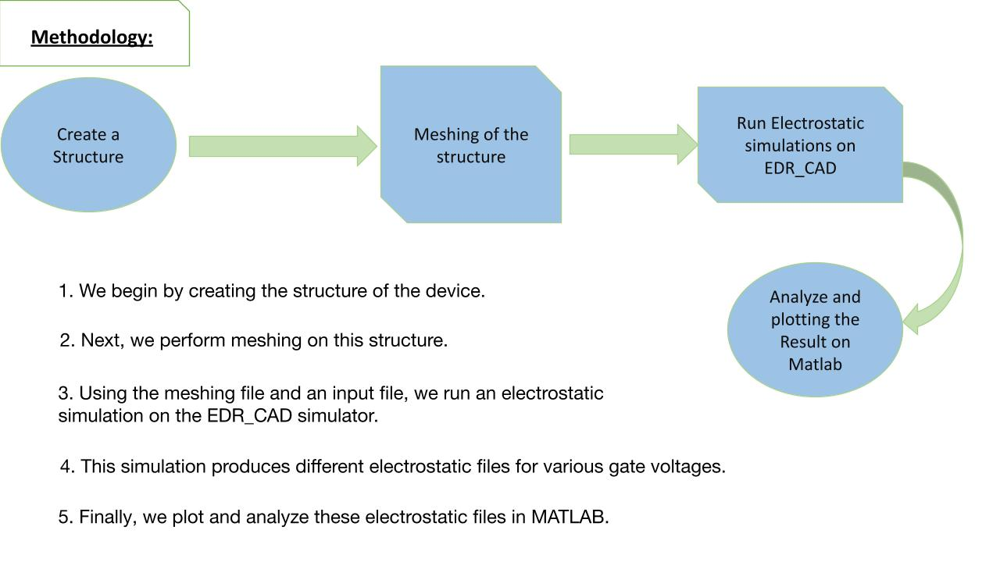 Methodology:
Create a
Structure
Meshing of the
structure
Run Electrostatic
simulations on
EDR_CAD
Analyze and
plotting the
Result on
Matlab
1. We begin by creating the structure of the device.
2. Next, we perform meshing on this structure.
3. Using the meshing file and an input file, we run an electrostatic
simulation on the EDR_CAD simulator.
4. This simulation produces different electrostatic files for various gate voltages.
5. Finally, we plot and analyze these electrostatic files in MATLAB.